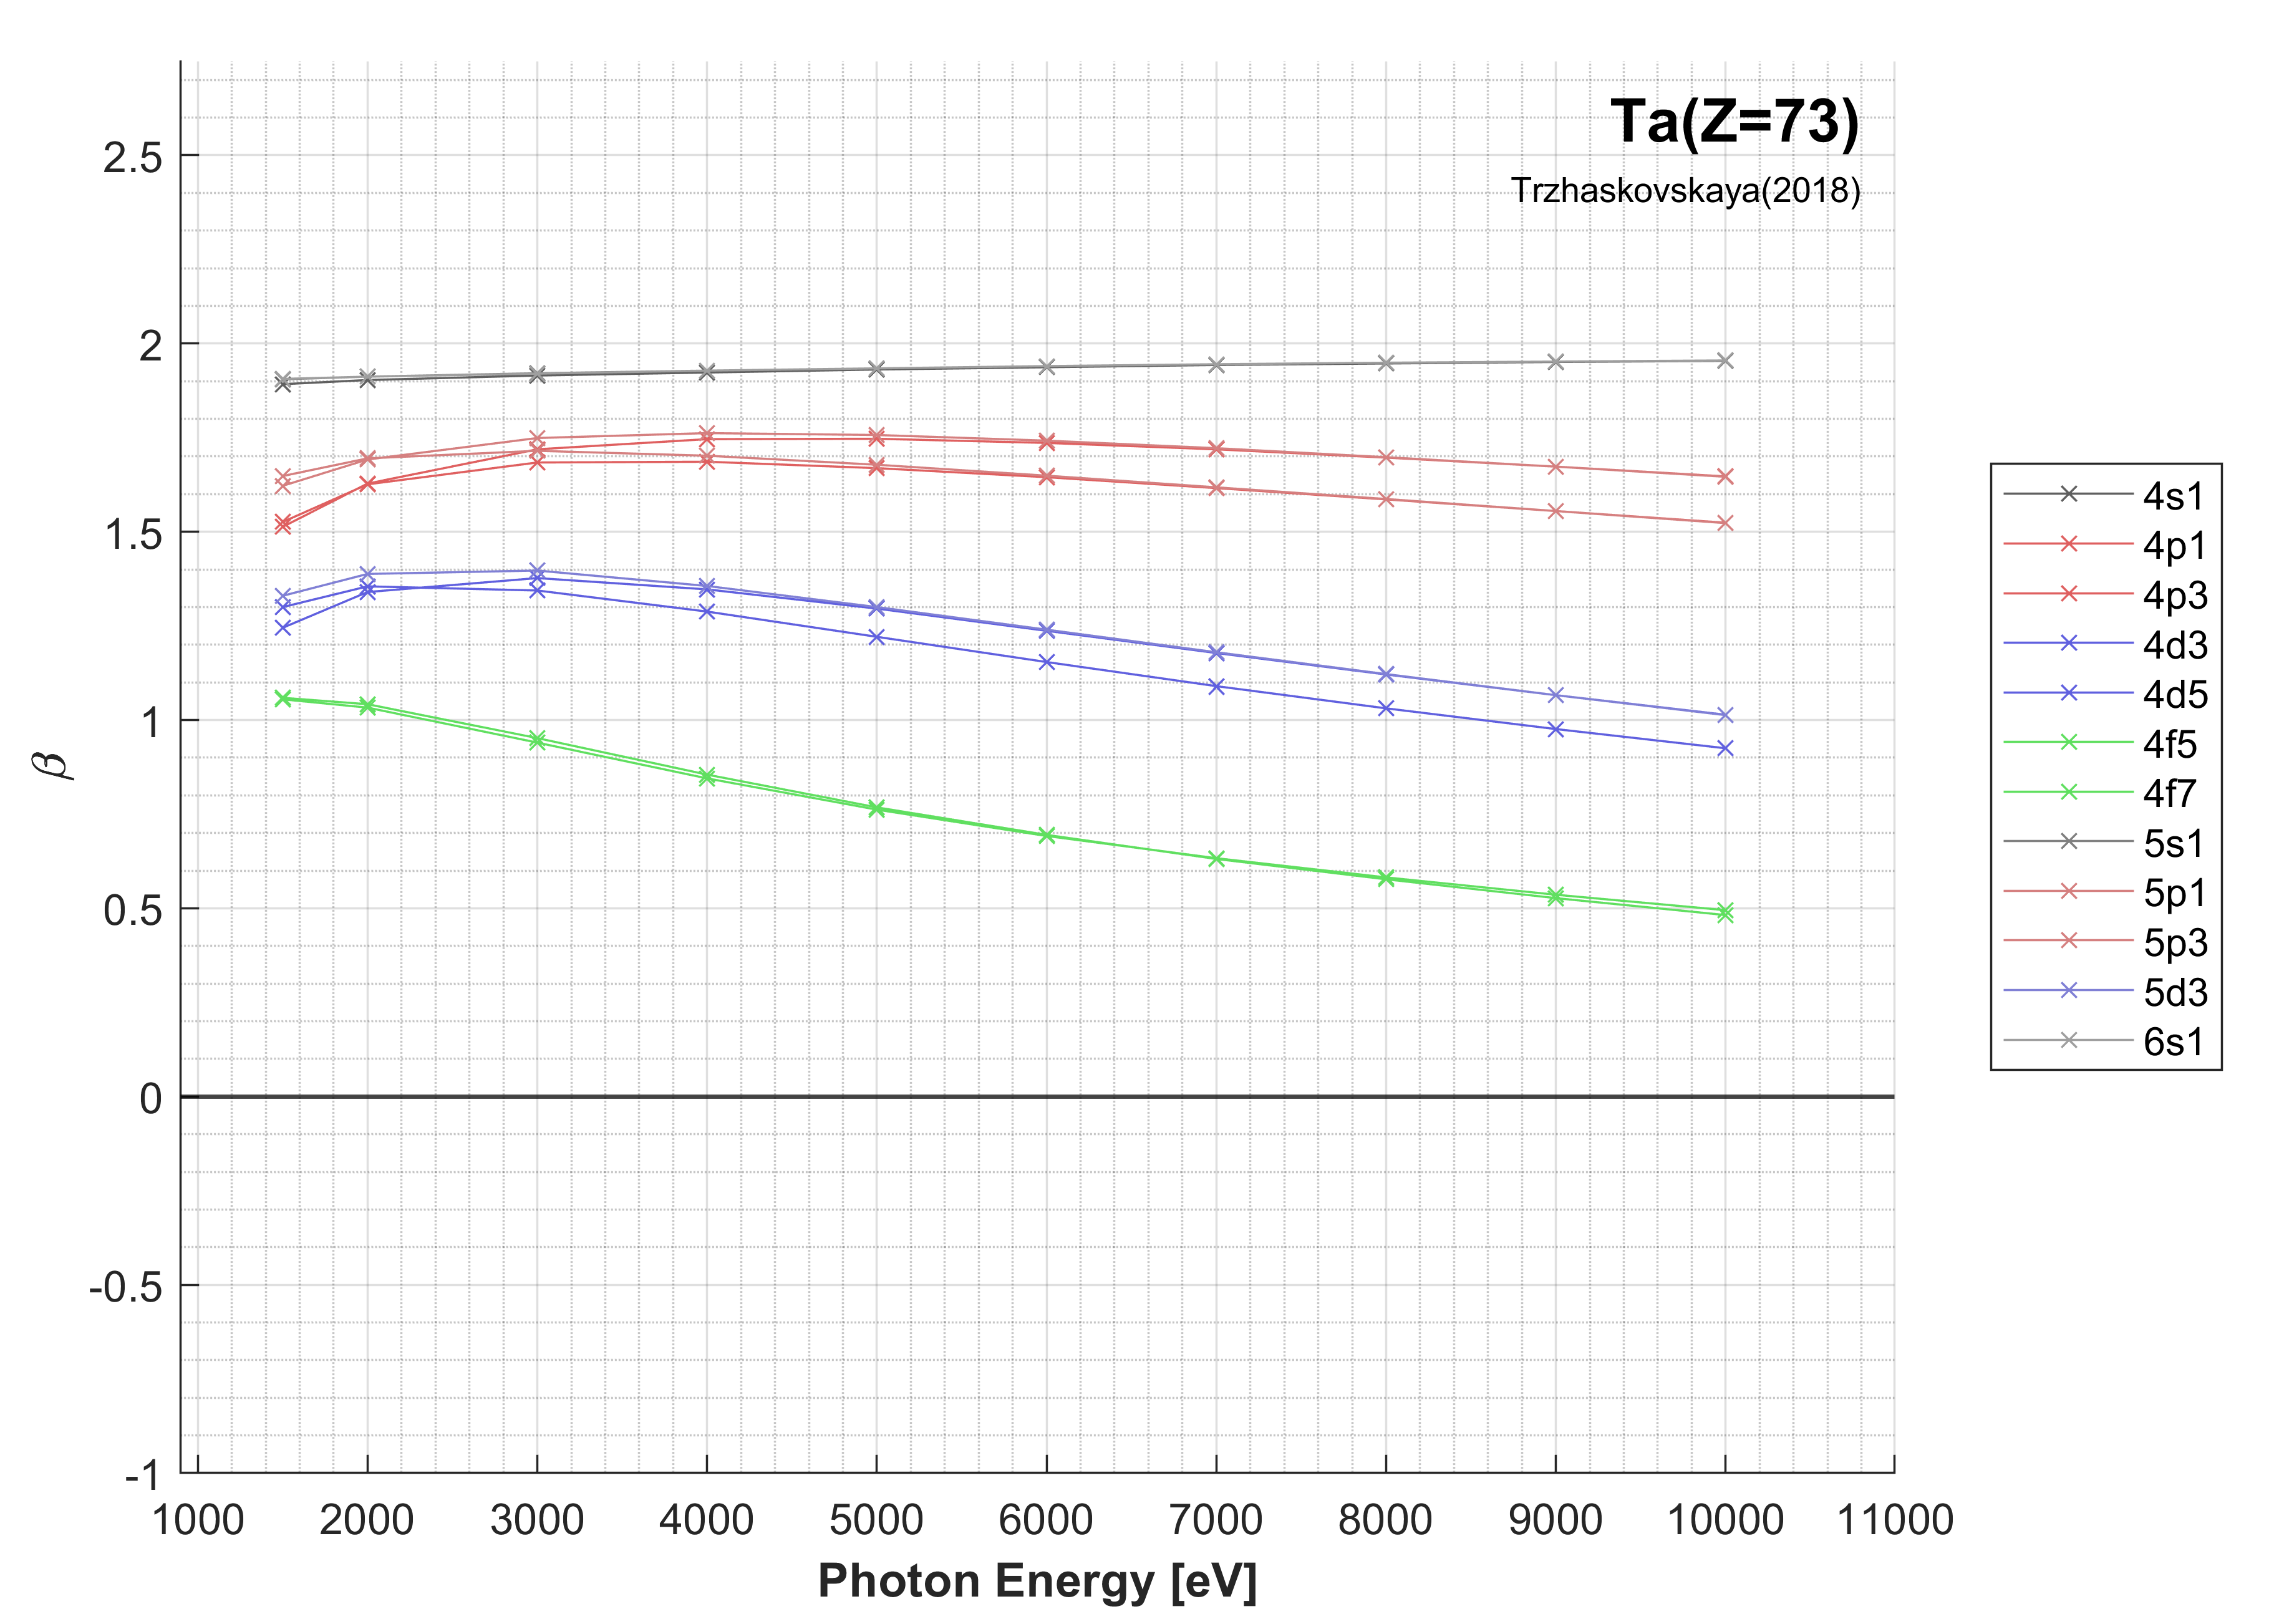 Ta(Z=73)
Trzhaskovskaya(2018)
2.5
2
1.5
1
0.5
0
-0.5
-1
β
1000 2000 3000 4000 5000 6000 7000 8000 9000 10000 11000
Photon Energy [eV]
4s1
4p1
4p3
4d3
4d5
4f5
4f7
5s1
5p1
5p3
5d3
6s1